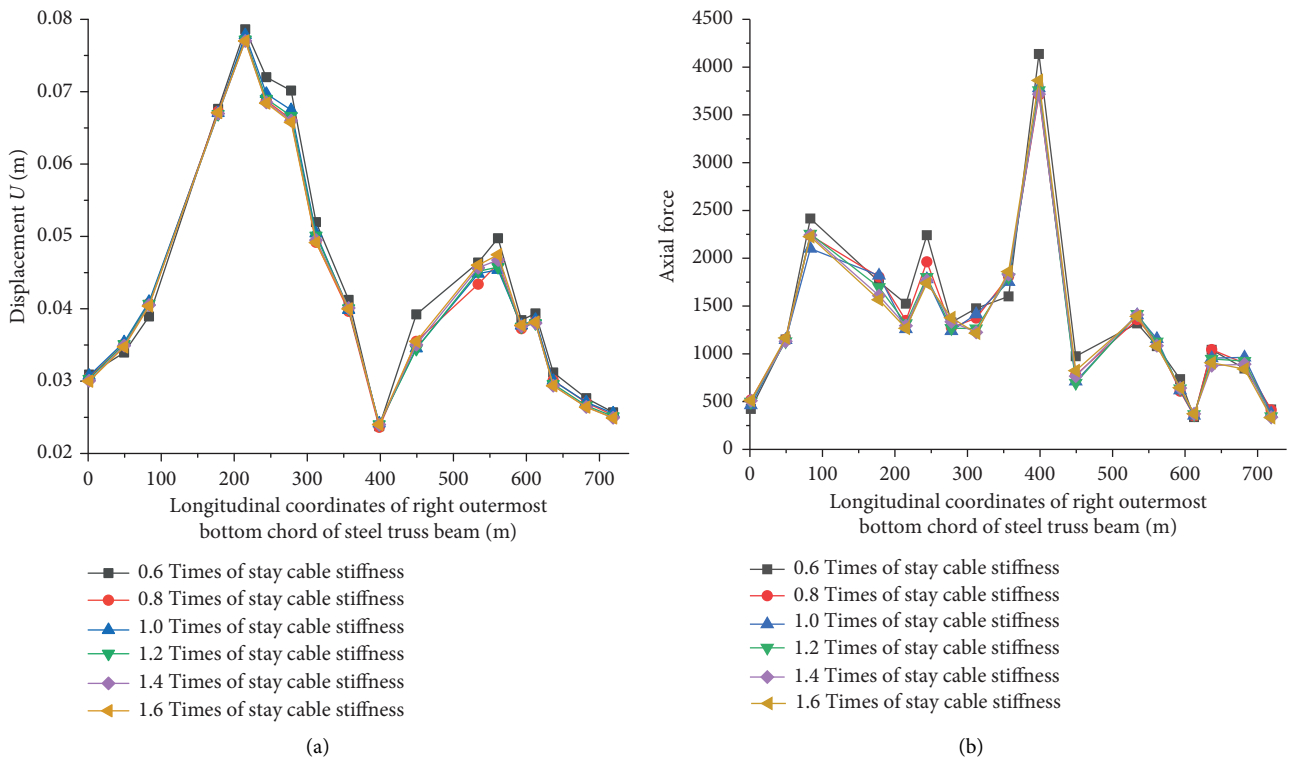 0.08
0.07
0.06
0.05
0.04
0.03
0.02
Displacement U (m)
0 100 200 300 400 500 600 700
Longitudinal coordinates of right outermost
bottom chord of steel truss beam (m)
0.6 Times of stay cable stiffness
0.8 Times of stay cable stiffness
1.0 Times of stay cable stiffness
1.2 Times of stay cable stiffness
1.4 Times of stay cable stiffness
1.6 Times of stay cable stiffness
(a)
4500
4000
3500
3000
2500
2000
1500
1000
500
0
Axial force
0 100 200 300 400 500 600 700
Longitudinal coordinates of right outermost
bottom chord of steel truss beam (m)
0.6 Times of stay cable stiffness
0.8 Times of stay cable stiffness
1.0 Times of stay cable stiffness
1.2 Times of stay cable stiffness
1.4 Times of stay cable stiffness
1.6 Times of stay cable stiffness
(b)